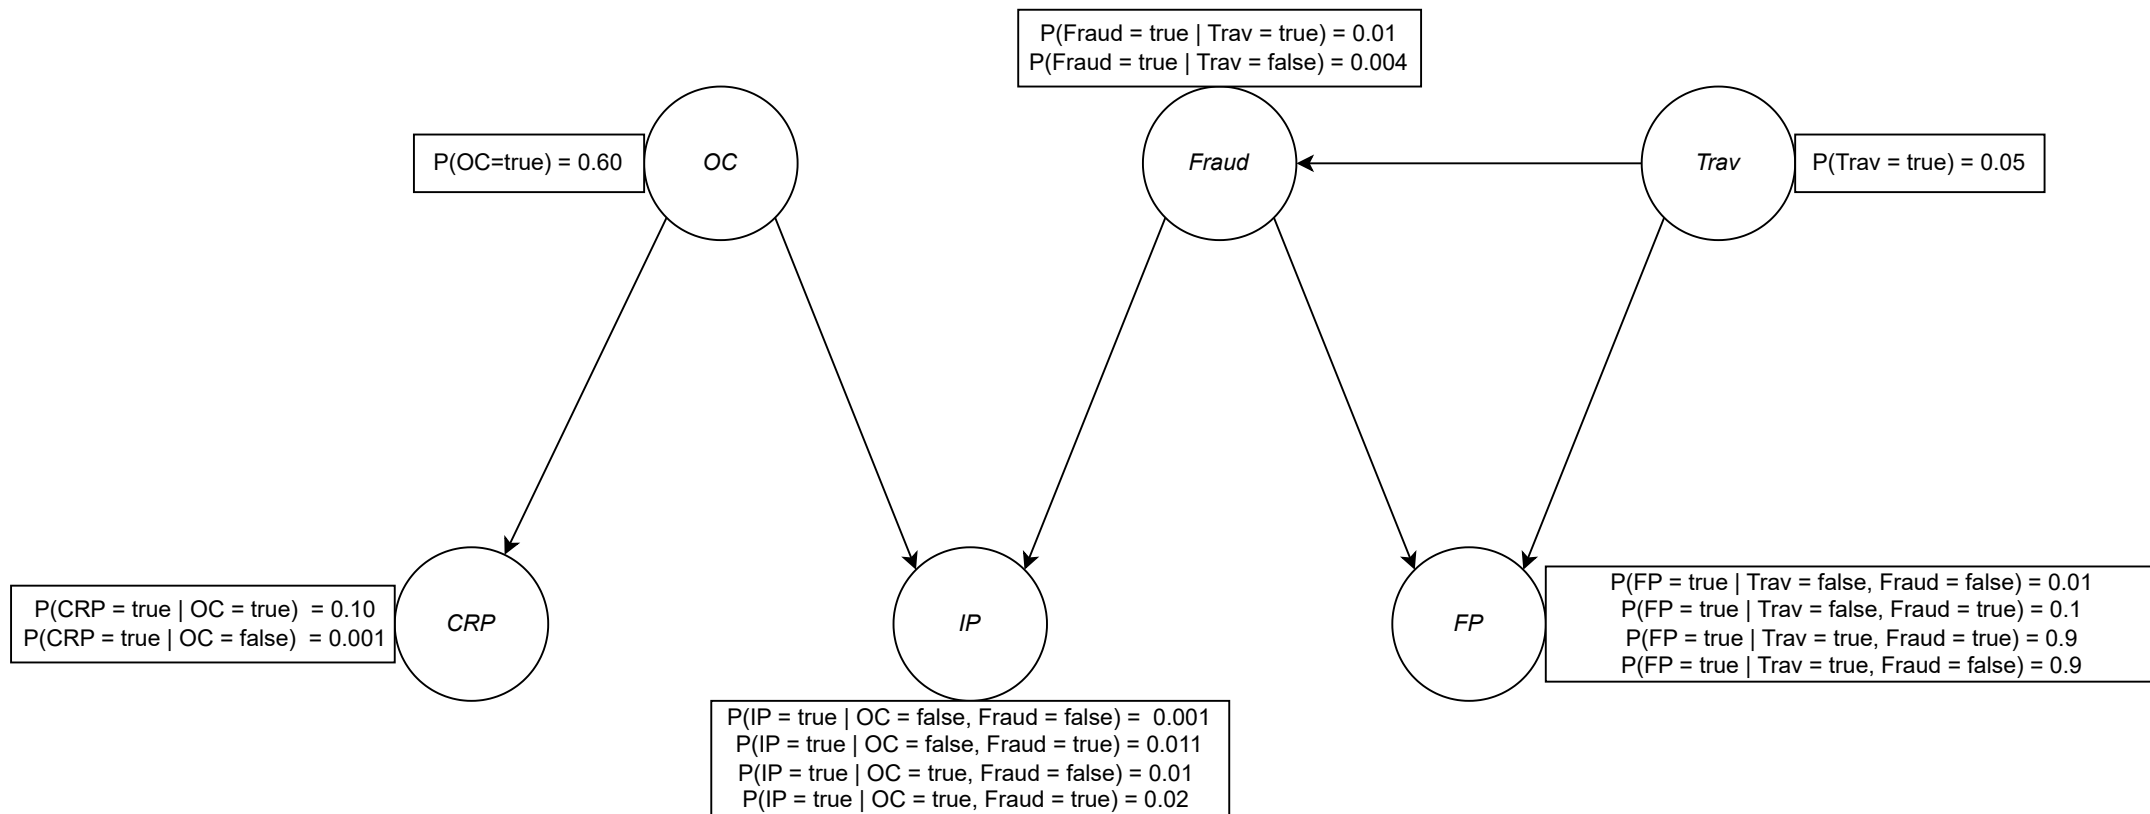 P(Fraud = true | Trav = true) = 0.01
P(Fraud = true | Trav = false) = 0.004
P(OC=true) = 0.60
OC
Fraud
Trav
P(Trav = true) = 0.05
P(CRP = true | OC = true)  = 0.10
P(CRP = true | OC = false)  = 0.001
CRP
IP
FP
P(FP = true | Trav = false, Fraud = false) = 0.01
P(FP = true | Trav = false, Fraud = true) = 0.1
P(FP = true | Trav = true, Fraud = true) = 0.9
P(FP = true | Trav = true, Fraud = false) = 0.9
P(IP = true | OC = false, Fraud = false) =  0.001
P(IP = true | OC = false, Fraud = true) = 0.011
P(IP = true | OC = true, Fraud = false) = 0.01
P(IP = true | OC = true, Fraud = true) = 0.02